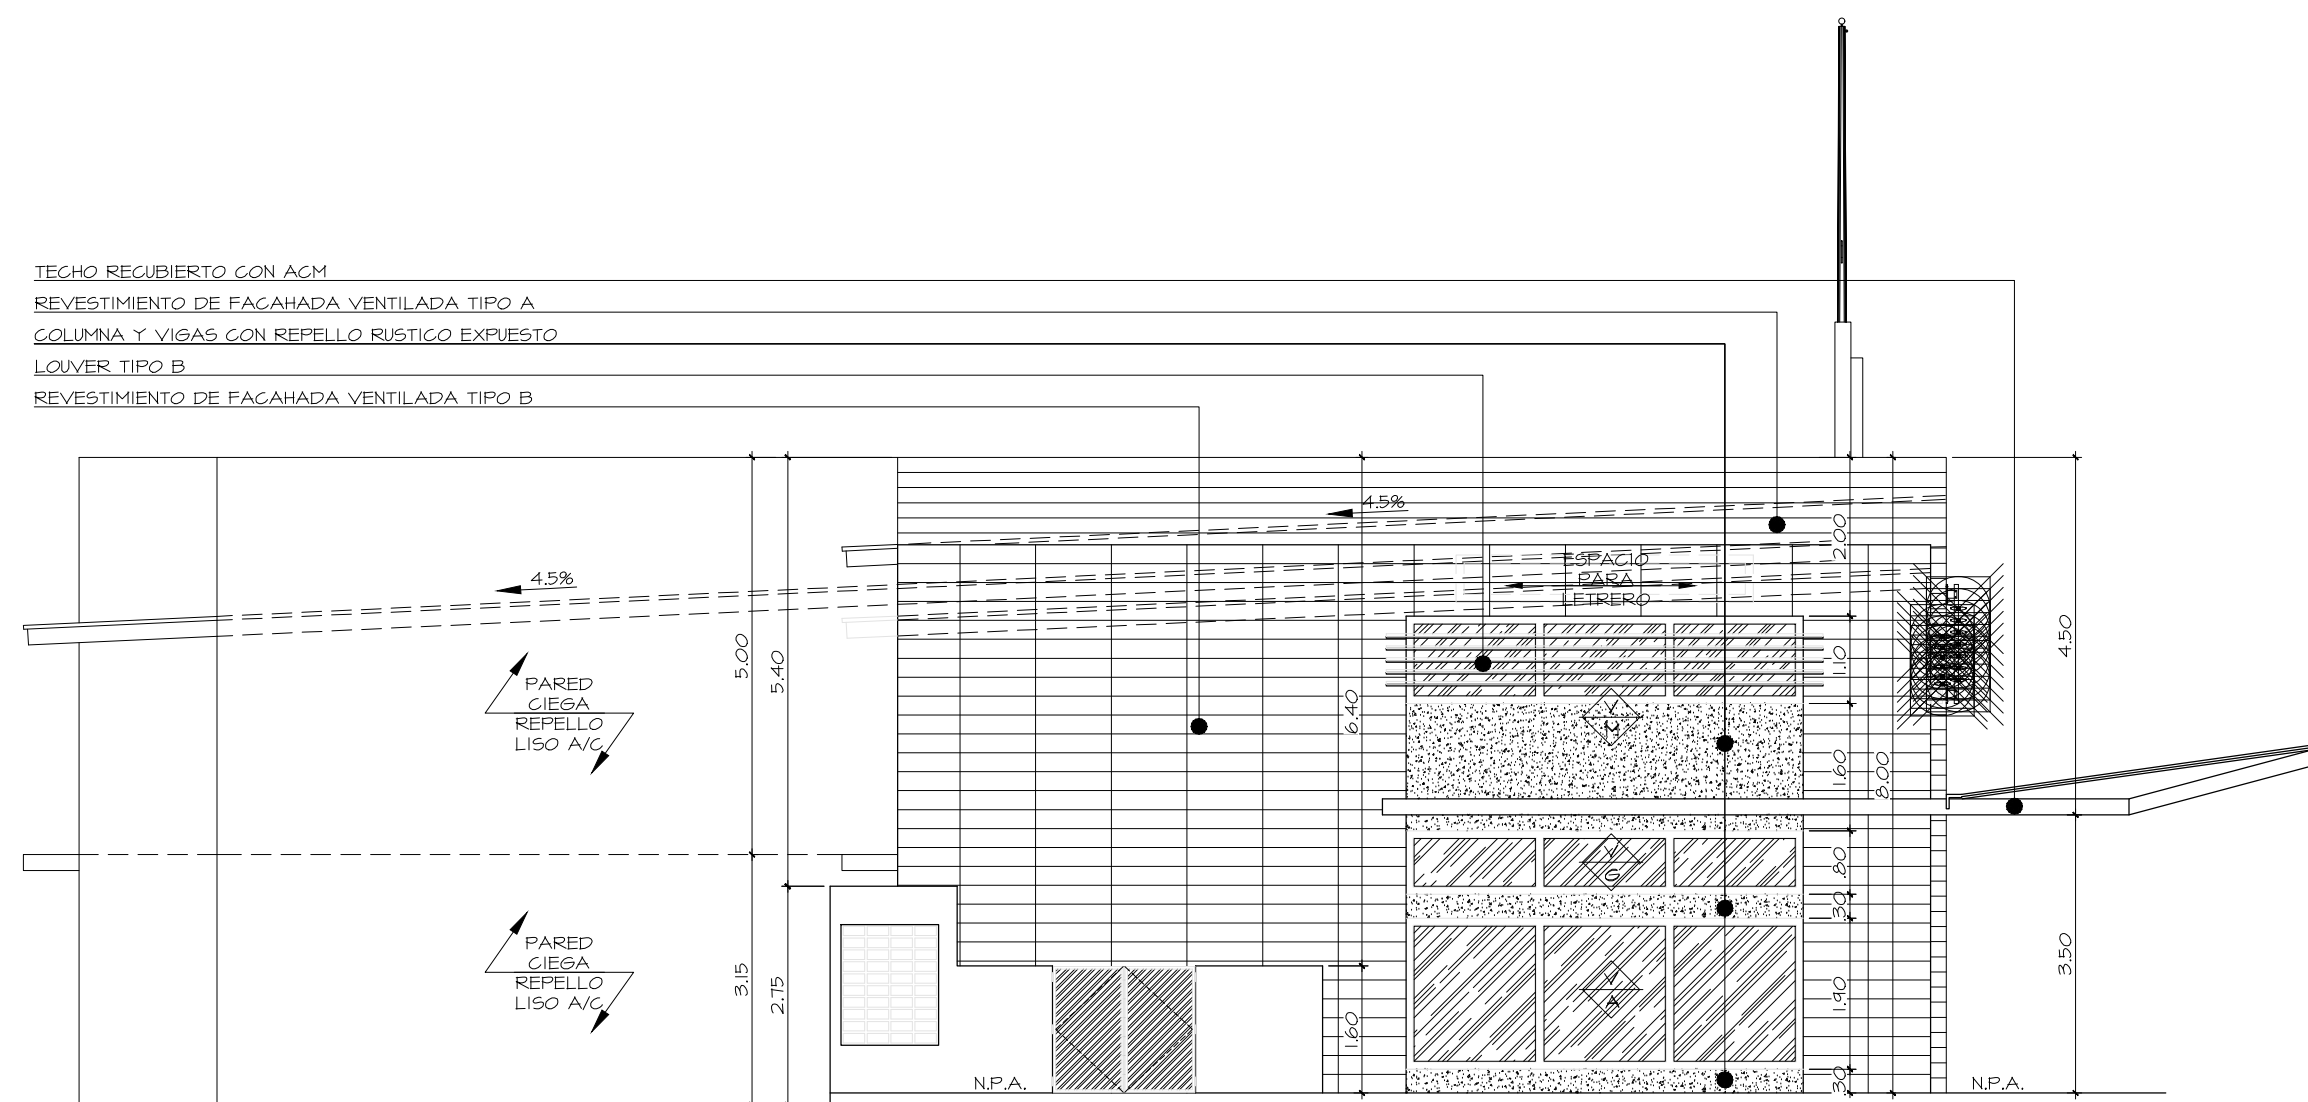 TECHO RECUBIERTO CON ACM
REVESTIMIENTO DE FACAHADA VENTILADA TIPO A
COLUMNA Y VIGAS CON REPELLO RUSTICO EXPUESTO
LOUVER TIPO B
REVESTIMIENTO DE FACAHADA VENTILADA TIPO B
4.5%
4.5%
ESPACIO
PARA
LETRERO
2.00
5.00
5.40
6.40
1.10
4.50
PARED
CIEGA
REPELLO
LISO A/C
V
1.60
8.00
.80
V
G
.30
PARED
CIEGA
REPELLO
LISO A/C
3.15
2.75
1.60
V
A
1.90
3.50
.30
N.P.A.
N.P.A.